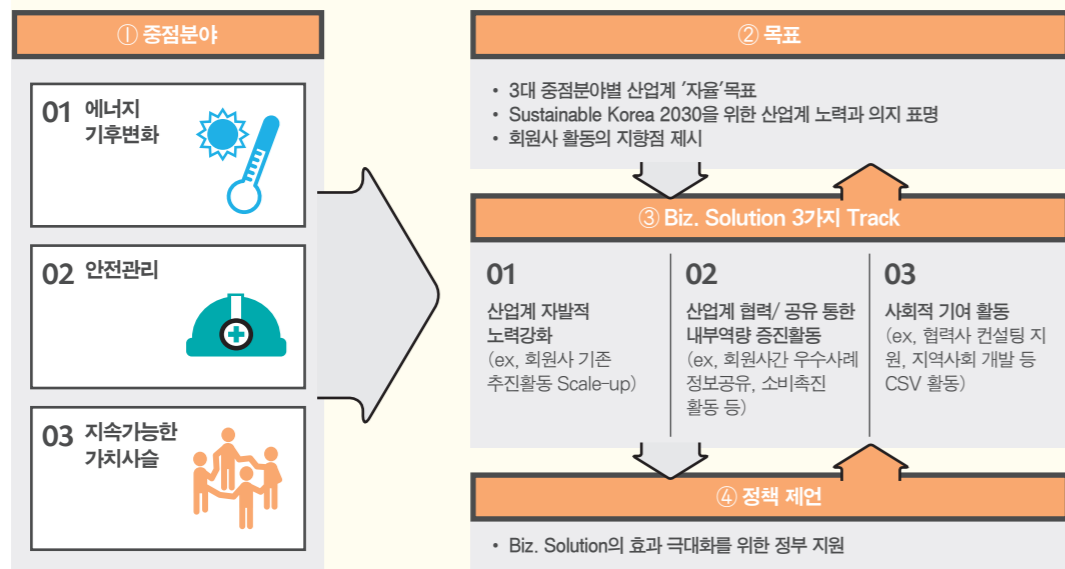 ① 중점분야
01 에너지
기후변화
02 안전관리
03 지속가능한
가치사슬
② 목표
• 3대 중점분야별 산업계 '자율'목표
• Sustainable Korea 2030을 위한 산업계 노력과 의지 표명
• 회원사 활동의 지향점 제시
③ Biz. Solution 3가지 Track
01
산업계 자발적
노력강화
(ex, 회원사 기존
추진활동 Scale-up)
02
산업계 협력/ 공유 통한
내부역량 증진활동
(ex, 회원사간 우수사례
정보공유, 소비촉진
활동 등)
03
사회적 기여 활동
(ex, 협력사 컨설팅 지
원, 지역사회 개발 등
CSV 활동)
④ 정책 제언
• Biz. Solution의 효과 극대화를 위한 정부 지원